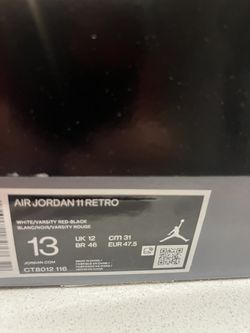 AIR JORDAN 11 RETRO
WHITE/VARSITY RED-BLACK
BLANC/NOIR/VARSITY ROUGE
13
UK 12
CM 31
BR 46
EUR 47.5
JORDAN.COM
CT8012 116